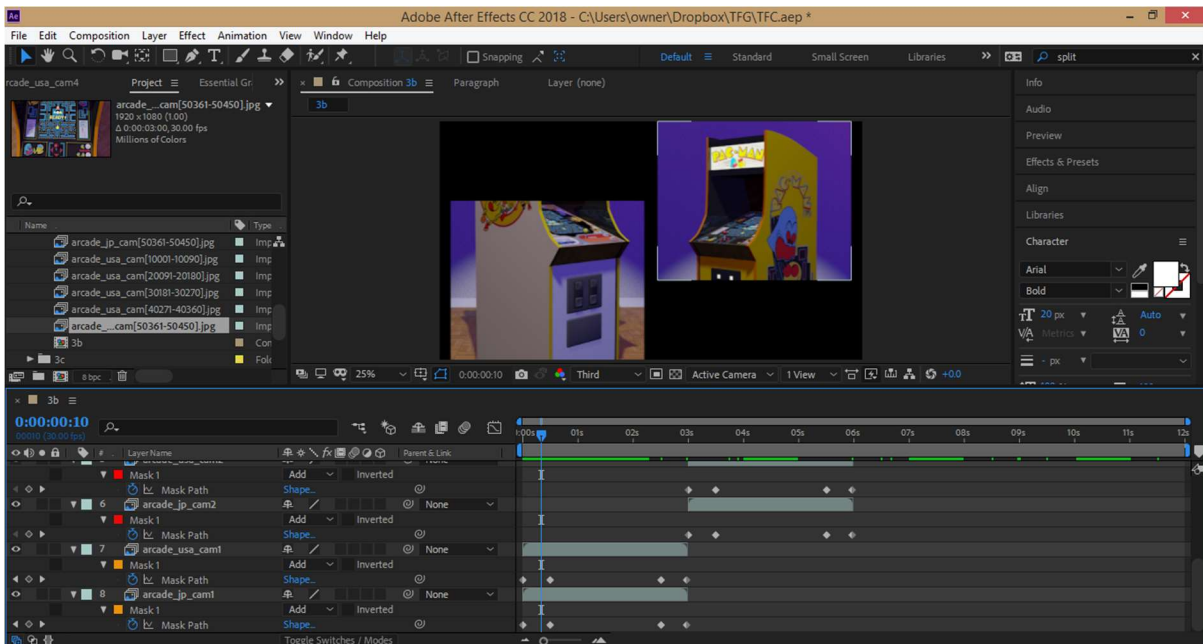 Ae
Adobe After Effects CC 2018 - C:\Users\owner\Dropbox\TFG\TFC.aep *
File Edit Composition Layer Effect Animation View Window Help
Snapping Default Standard Small Screen Libraries split
rcade_usa_cam4 Project Essential Gr
Composition 3b Paragraph Layer (none)
3b
arcade_...cam[50361-50450].jpg
1920 x 1080 (1.00)
Δ 0:00:03:00, 30.00 fps
Millions of Colors
Name Type
arcade_jp_cam[50361-50450].jpg Imp
arcade_usa_cam[10001-10090].jpg Imp
arcade_usa_cam[20091-20180].jpg Imp
arcade_usa_cam[30181-30270].jpg Imp
arcade_usa_cam[40271-40360].jpg Imp
arcade_...cam[50361-50450].jpg Imp
3b Con
3c Fold
8 bpc
PAC-MAN
25% 0:00:00:10 Third Active Camera 1 View +0.0
Info
Audio
Preview
Effects & Presets
Align
Libraries
Character
Arial
Bold
20 px Auto
Metrics 0
- px
3b
0:00:00:10
00010 (30.00 fps)
# Layer Name Parent & Link
:00s 01s 02s 03s 04s 05s 06s 07s 08s 09s 10s 11s 12s
Mask 1 Add Inverted
Mask Path Shape...
6 arcade_jp_cam2 None
Mask 1 Add Inverted
Mask Path Shape...
7 arcade_usa_cam1 None
Mask 1 Add Inverted
Mask Path Shape...
8 arcade_jp_cam1 None
Mask 1 Add Inverted
Mask Path Shape...
Toggle Switches / Modes